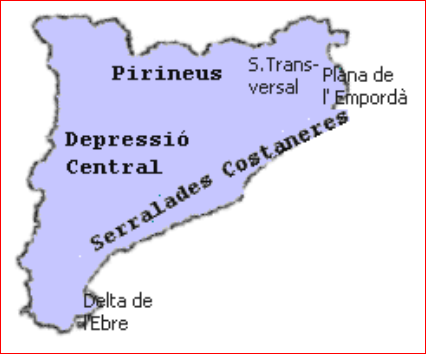 Pirineus
S.Trans-
versal
Plana de
l' Empordà
Depressió
Central
Serralades Costaneres
Delta de
l'Ebre